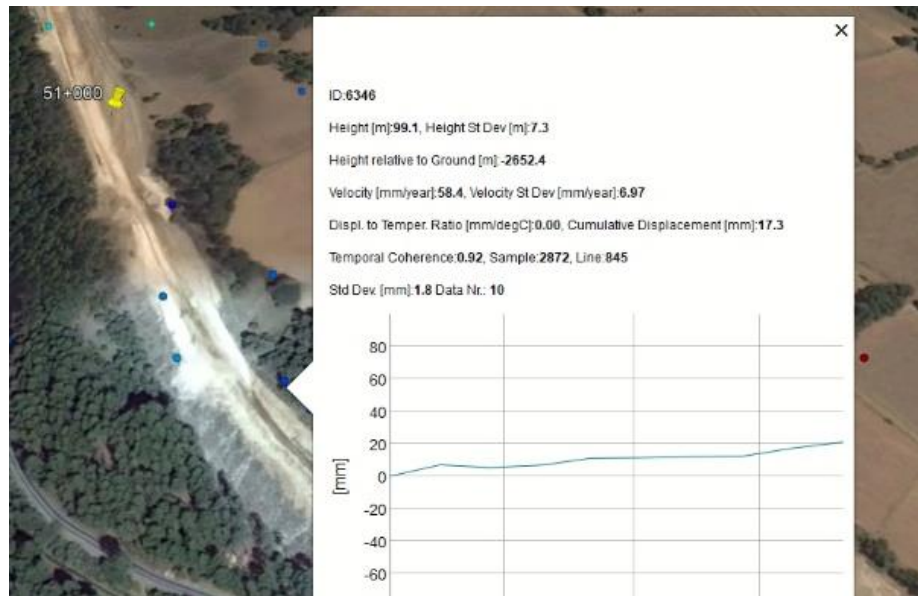 51+000
ID:6346
Height [m]:99.1, Height St Dev [m]:7.3
Height relative to Ground [m]:-2652.4
Velocity [mm/year]:58.4, Velocity St Dev [mm/year]:6.97
Displ. to Temper. Ratio [mm/degC]:0.00, Cumulative Displacement [mm]:17.3
Temporal Coherence:0.92, Sample:2872, Line:845
Std Dev. [mm]:1.8 Data Nr.: 10
80
60
40
20
0
-20
-40
-60
[mm]